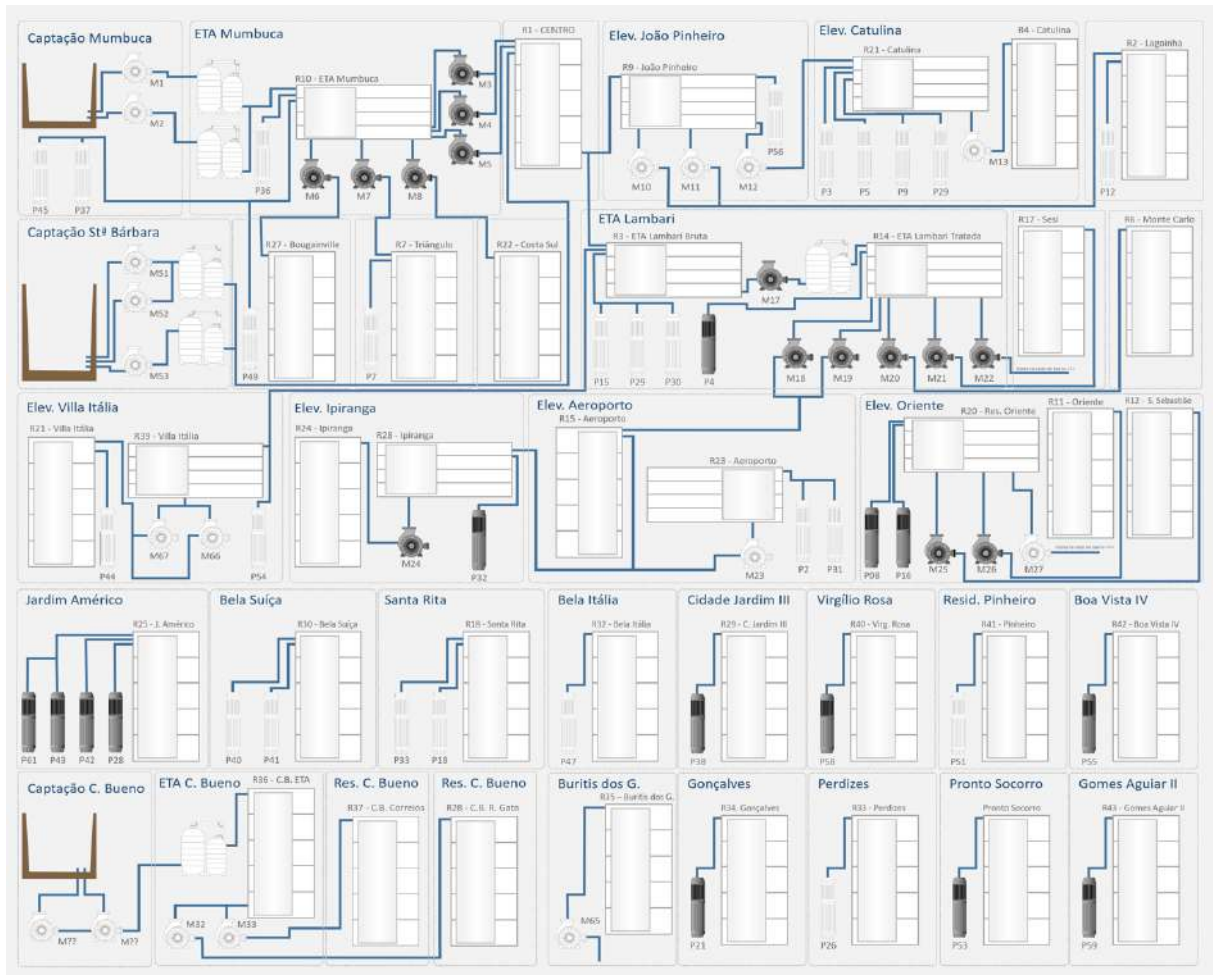 Captação Mumbuca
M1
M2
P45
P37
ETA Mumbuca
R10 - ETA Mumbuca
P36
M3
M4
M5
M6
M7
M8
R1 - CENTRO
Elev. João Pinheiro
R9 - João Pinheiro
M10
M11
M12
Elev. Catulina
R21 - Catulina
P3
P5
P9
P29
M13
R2 - Lagoinha
P12
Captação Stª Bárbara
M51
M52
M53
P49
R27 - Bougainville
R7 - Triângulo
P7
R22 - Costa Sul
ETA Lambari
R3 - ETA Lambari Bruta
P15
P29
P30
P4
M17
R14 - ETA Lambari Tratada
M18
M19
M20
M21
M22
R17 - Sesi
R6 - Monte Carlo
Elev. Villa Itália
R21 - Villa Itália
R39 - Villa Itália
P44
M67
M66
P54
Elev. Ipiranga
R24 - Ipiranga
R28 - Ipiranga
M24
P32
Elev. Aeroporto
R15 - Aeroporto
R23 - Aeroporto
M23
P2
P31
Elev. Oriente
R20 - Res. Oriente
R11 - Oriente
R12 - S. Sebastião
P08
P16
M25
M26
M27
Jardim Américo
R25 - J. Américo
P61
P43
P42
P28
Bela Suíça
R30 - Bela Suíça
P40
P41
Santa Rita
R18 - Santa Rita
P33
P18
Bela Itália
R32 - Bela Itália
P47
Cidade Jardim III
R29 - C. Jardim III
P38
Virgílio Rosa
R40 - Virg. Rosa
Resid. Pinheiro
R41 - Pinheiro
P51
Boa Vista IV
R42 - Boa Vista IV
P55
Captação C. Bueno
M??
M??
ETA C. Bueno
R36 - C.B. ETA
M32
M33
Res. C. Bueno
R37 - C.B. Correios
Res. C. Bueno
R28 - C.B. R. Gato
Buritis dos G.
R35 - Buritis dos G.
M65
Gonçalves
R34. Gonçalves
P21
Perdizes
R33 - Perdizes
P26
Pronto Socorro
Pronto Socorro
P53
Gomes Aguiar II
R43 - Gomes Aguiar II
P59